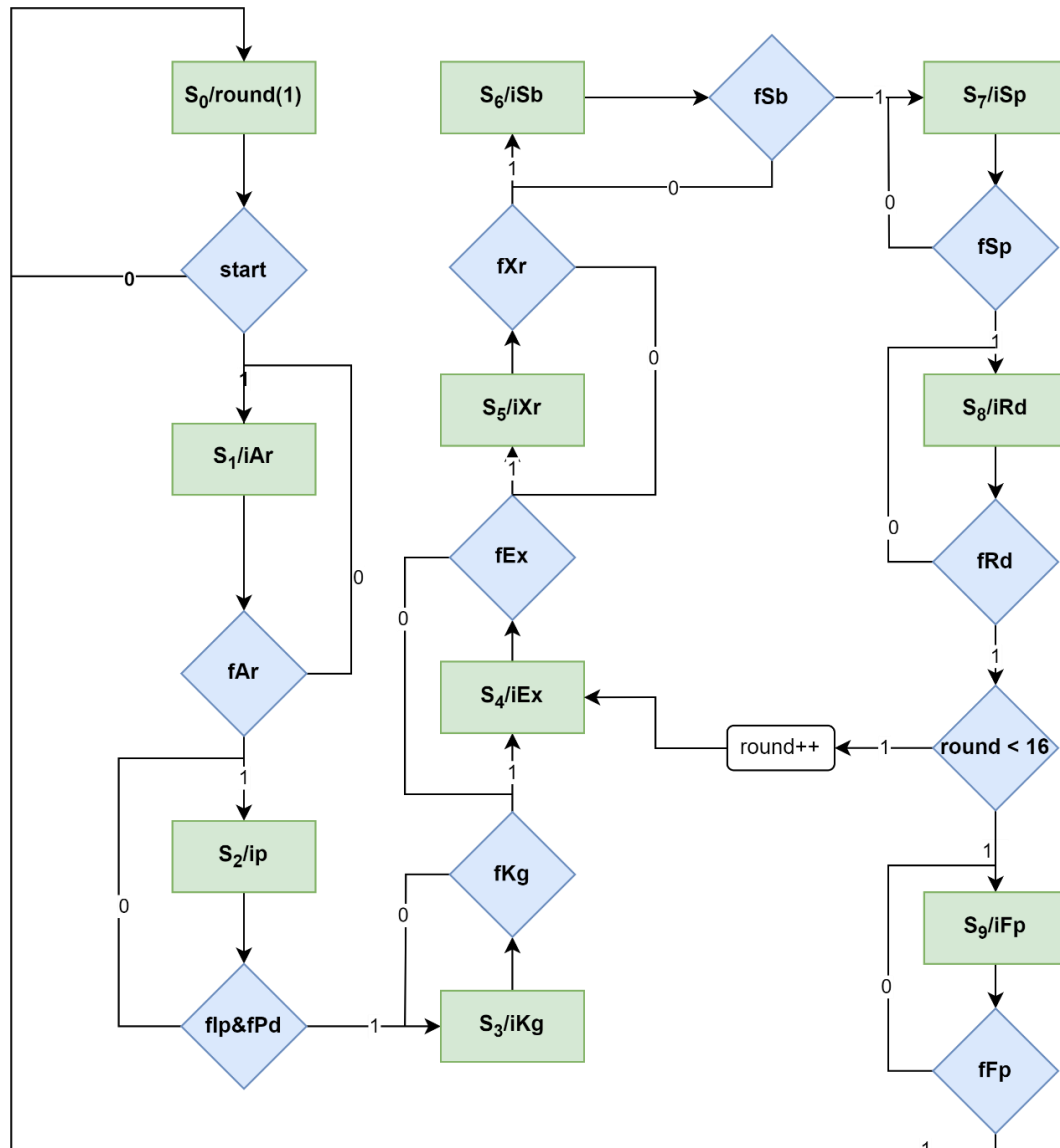 S₀/round(1)
start
0
1
S₁/iAr
fAr
0
1
S₂/ip
0
fIp&fPd
1
S₃/iKg
fKg
0
1
S₄/iEx
fEx
0
1
S₅/iXr
fXr
0
1
S₆/iSb
fSb
0
1
S₇/iSp
fSp
0
1
S₈/iRd
fRd
0
1
round < 16
1
round++
1
S₉/iFp
fFp
0
1